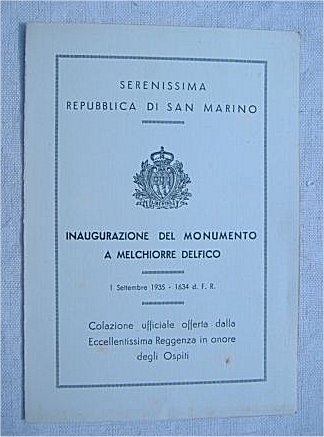 SERENISSIMA
REPUBBLICA DI SAN MARINO
INAUGURAZIONE DEL MONUMENTO
A MELCHIORRE DELFICO
1 Settembre 1935 - 1634 d. F. R.
Colazione ufficiale offerta dalla
Eccellentissima Reggenza in onore
degli Ospiti